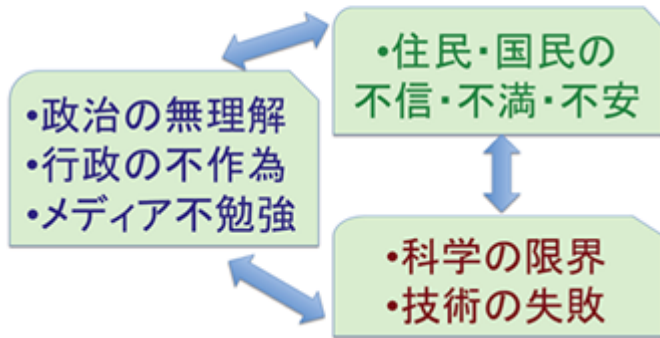 •住民・国民の
不信・不満・不安
•政治の無理解
•行政の不作為
•メディア不勉強
•科学の限界
•技術の失敗